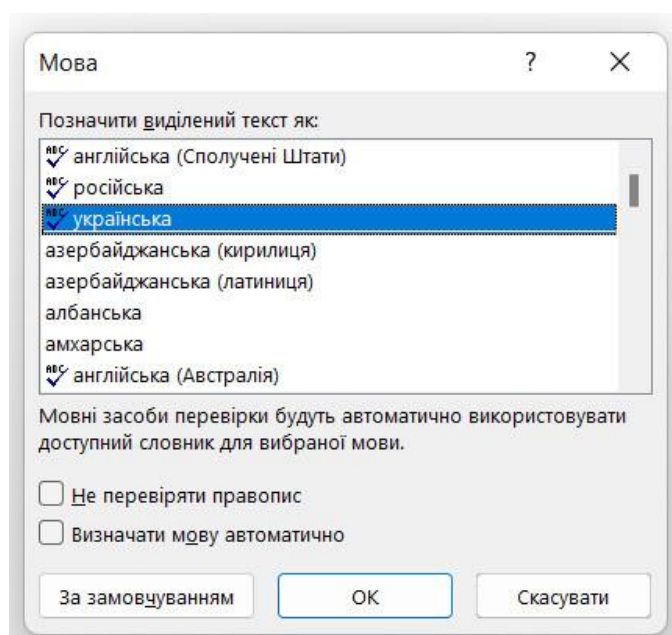 Мова ?
Позначити виділений текст як:
англійська (Сполучені Штати)
російська
українська
азербайджанська (кирилиця)
азербайджанська (латиниця)
албанська
амхарська
англійська (Австралія)
Мовні засоби перевірки будуть автоматично використовувати
доступний словник для вибраної мови.
Не перевіряти правопис
Визначати мову автоматично
За замовчуванням ОК Скасувати